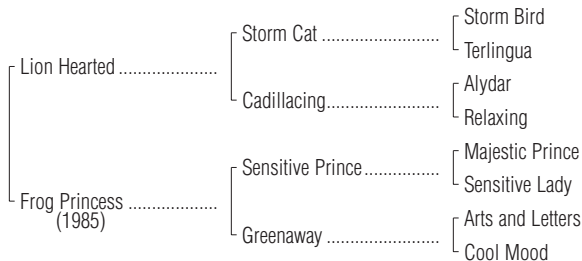 Storm Bird
Storm Cat ..........................
Terlingua
Lion Hearted ......................
Alydar
Cadillacing.........................
Relaxing
Majestic Prince
Sensitive Prince.................
Sensitive Lady
Frog Princess ....................
(1985)
Arts and Letters
Greenaway .........................
Cool Mood